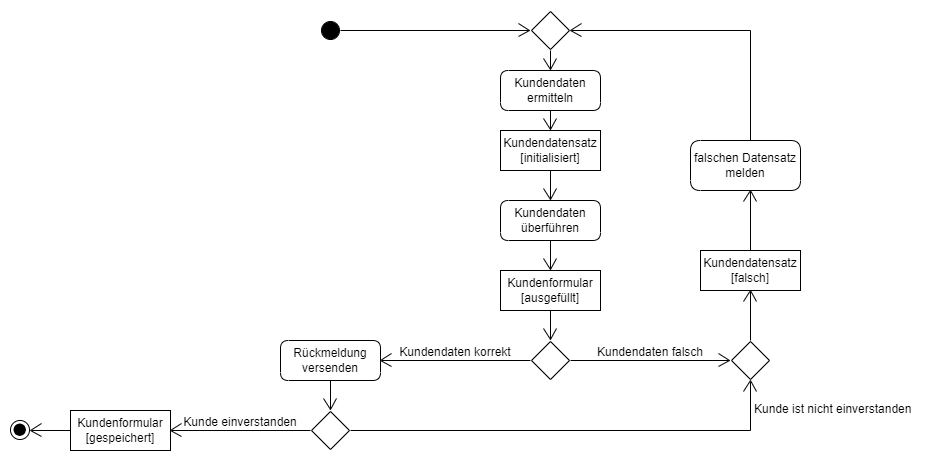 Kundendaten
ermitteln
Kundendatensatz
[initialisiert]
falschen Datensatz
melden
Kundendaten
überführen
Kundendatensatz
[falsch]
Kundenformular
[ausgefüllt]
Rückmeldung
versenden
Kundendaten korrekt
Kundendaten falsch
Kundenformular
[gespeichert]
Kunde einverstanden
Kunde ist nicht einverstanden